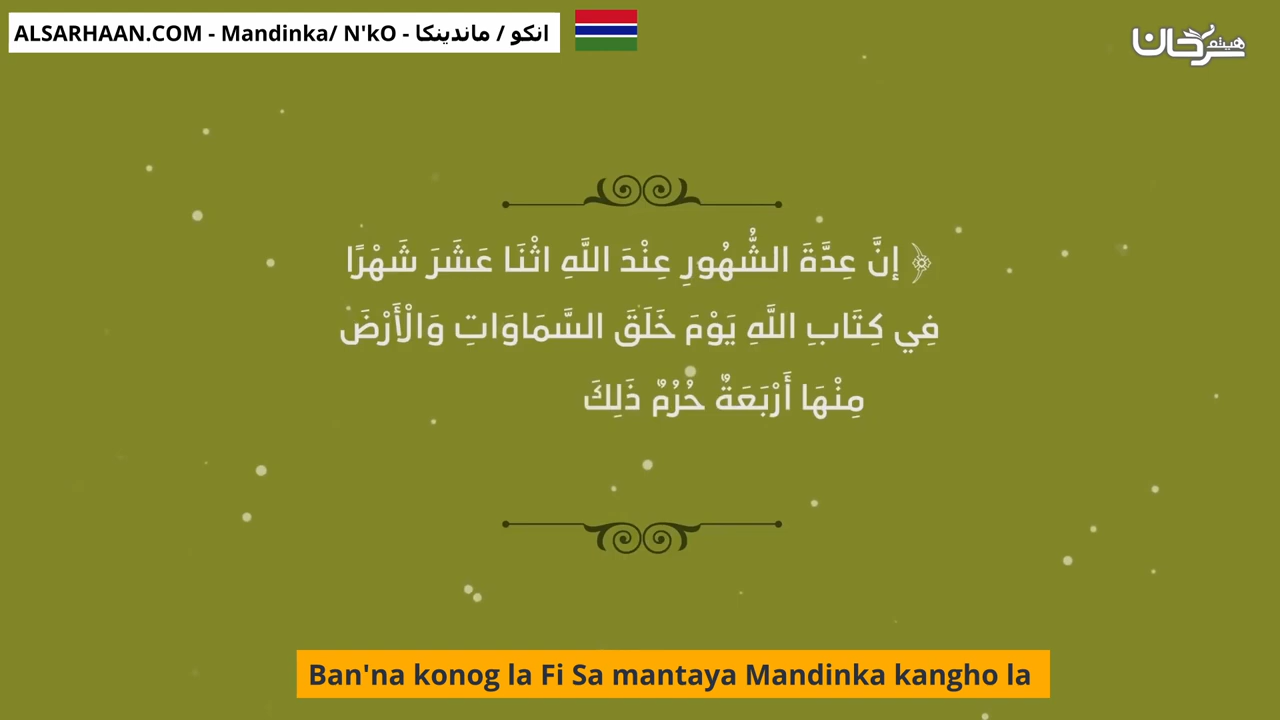 ALSARHAAN.COM - Mandinka/ N'kO - انكو / ماندينكا
هيثم سرحان
﴿ إِنَّ عِدَّةَ الشُّهُورِ عِنْدَ اللَّهِ اثْنَا عَشَرَ شَهْرًا
فِي كِتَابِ اللَّهِ يَوْمَ خَلَقَ السَّمَاوَاتِ وَالْأَرْضَ
مِنْهَا أَرْبَعَةٌ حُرُمٌ ذَلِكَ
Ban'na konog la Fi Sa mantaya Mandinka kangho la